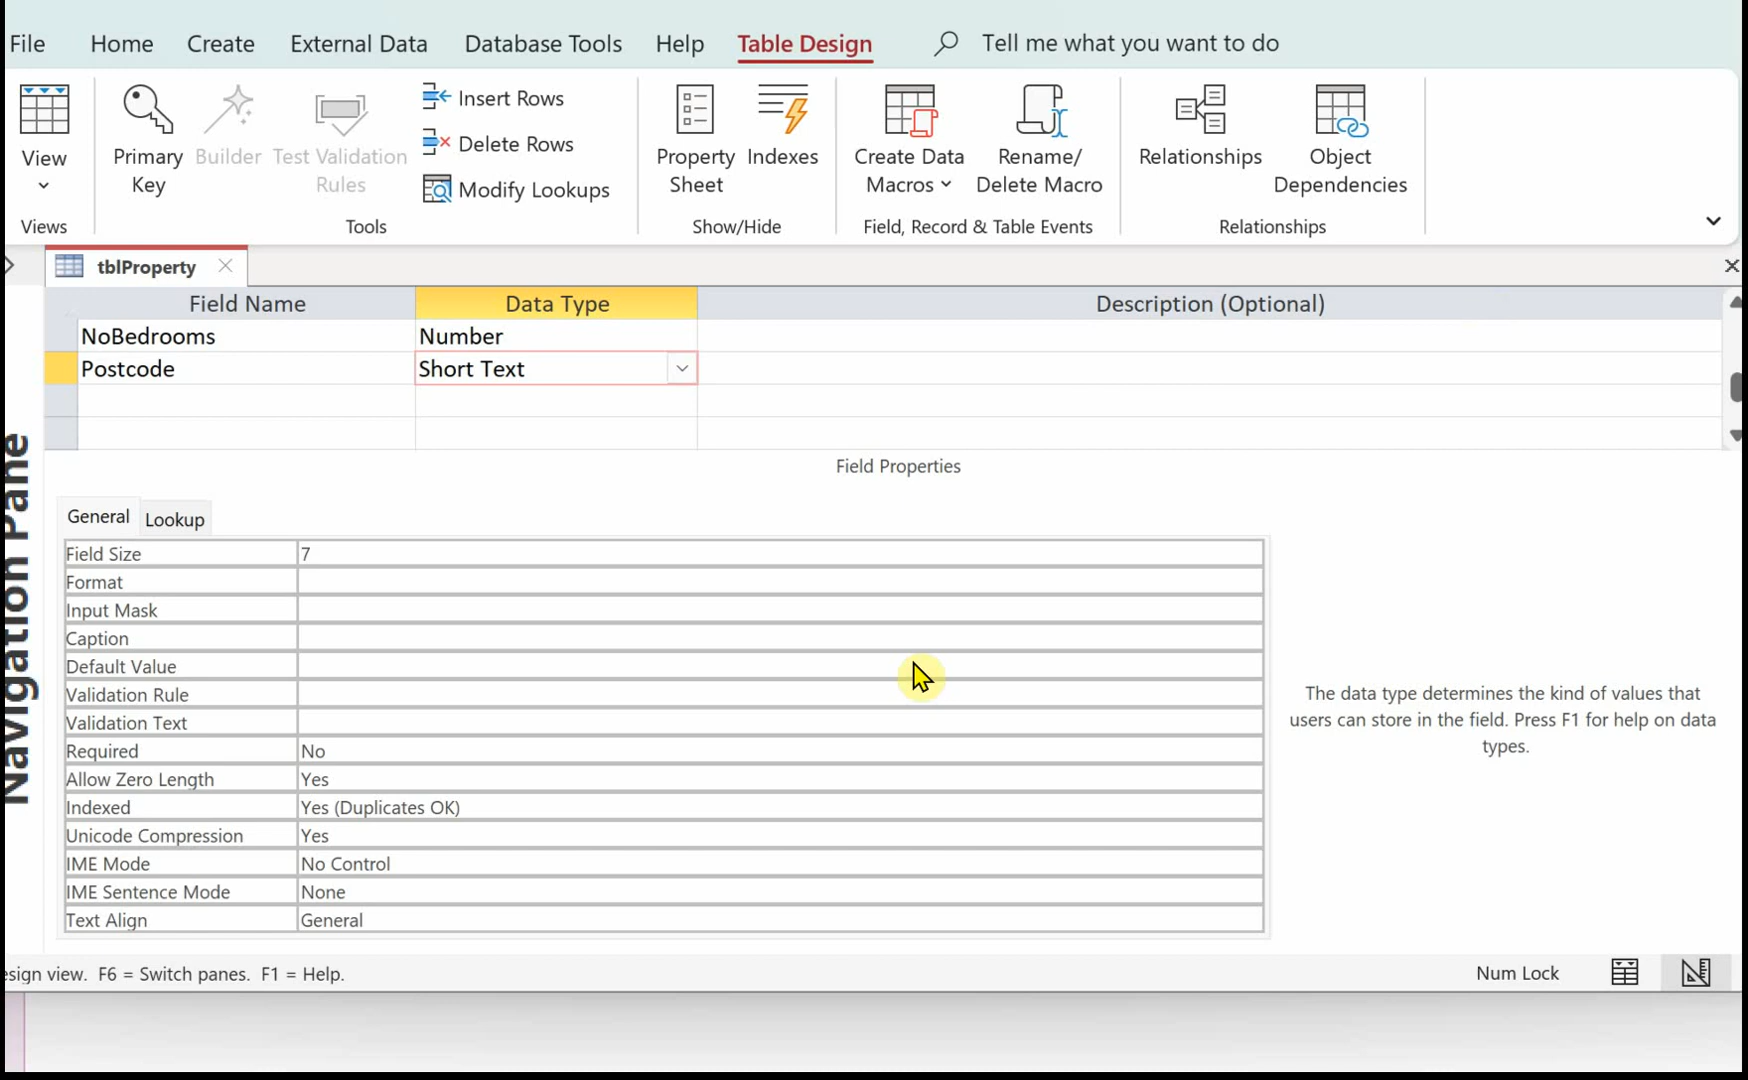 File Home Create External Data Database Tools Help Table Design Tell me what you want to do
View
Views
Primary
Key
Builder
Test Validation
Rules
Insert Rows
Delete Rows
Modify Lookups
Tools
Property
Sheet
Indexes
Show/Hide
Create Data
Macros
Rename/
Delete Macro
Field, Record & Table Events
Relationships
Object
Dependencies
Relationships
tblProperty
Field Name Data Type Description (Optional)
NoBedrooms Number
Postcode Short Text
Navigation Pane
Field Properties
General Lookup
Field Size 7
Format
Input Mask
Caption
Default Value
Validation Rule
Validation Text
Required No
Allow Zero Length Yes
Indexed Yes (Duplicates OK)
Unicode Compression Yes
IME Mode No Control
IME Sentence Mode None
Text Align General
The data type determines the kind of values that
users can store in the field. Press F1 for help on data
types.
esign view. F6 = Switch panes. F1 = Help. Num Lock